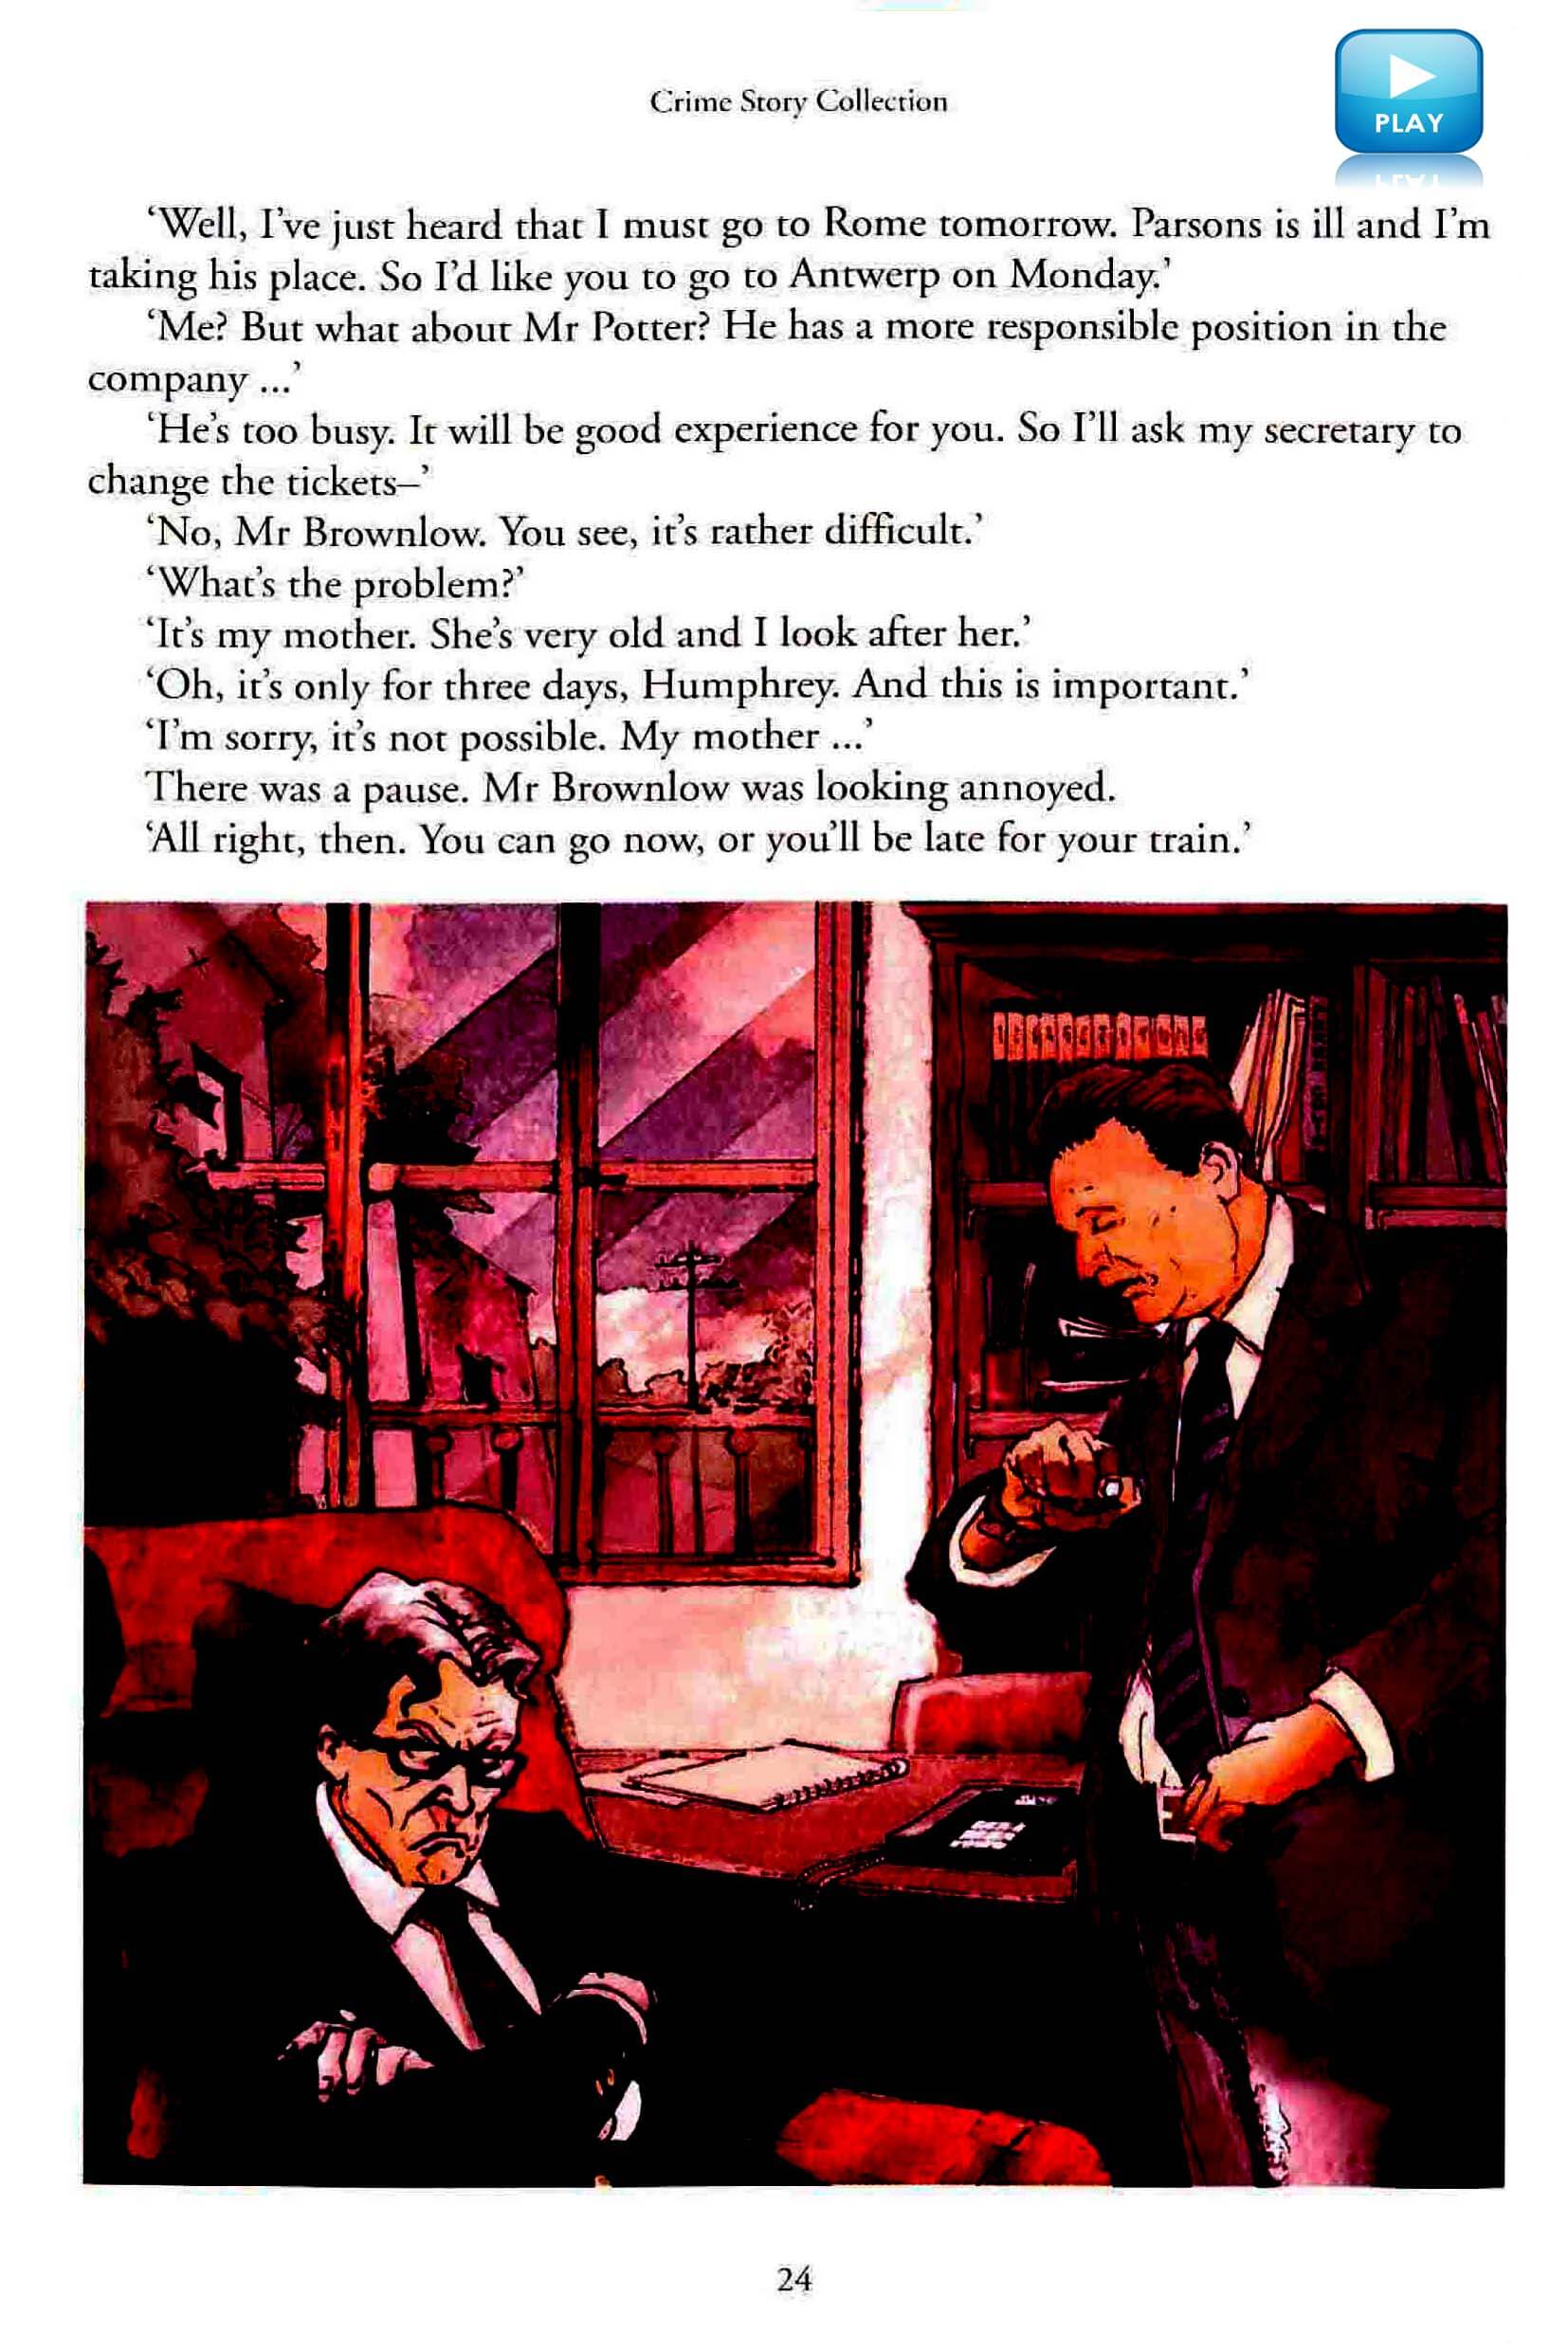 Crime Story Collection
PLAY
‘Well, I’ve just heard that I must go to Rome tomorrow. Parsons is ill and I’m
taking his place. So I’d like you to go to Antwerp on Monday.’
‘Me? But what about Mr Potter? He has a more responsible position in the
company ...’
‘He’s too busy. It will be good experience for you. So I’ll ask my secretary to
change the tickets–’
‘No, Mr Brownlow. You see, it’s rather difficult.’
‘What’s the problem?’
‘It’s my mother. She’s very old and I look after her.’
‘Oh, it’s only for three days, Humphrey. And this is important.’
‘I’m sorry, it’s not possible. My mother ...’
There was a pause. Mr Brownlow was looking annoyed.
‘All right, then. You can go now, or you’ll be late for your train.’
24